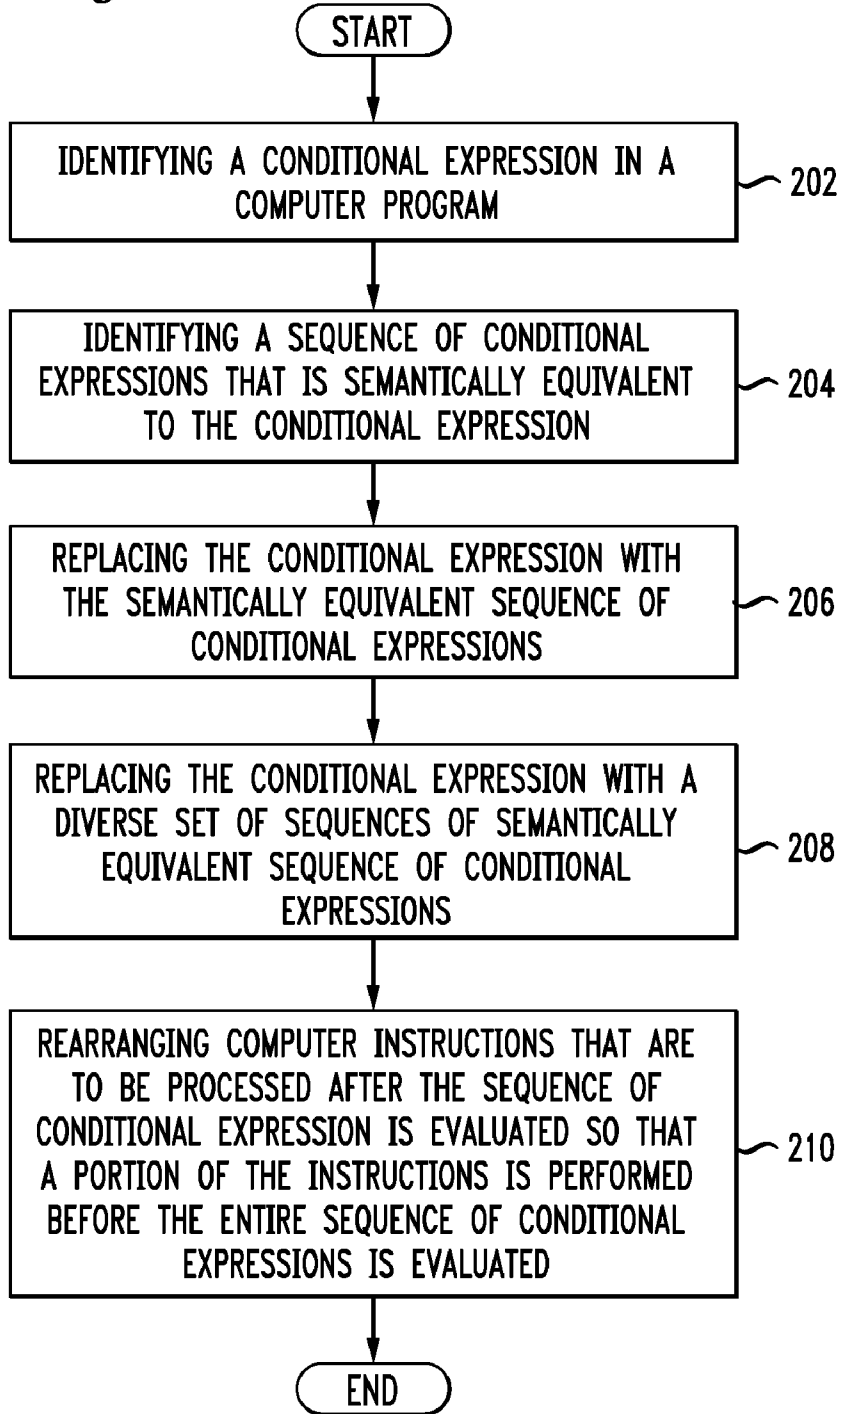 START
IDENTIFYING A CONDITIONAL EXPRESSION IN A
COMPUTER PROGRAM
202
IDENTIFYING A SEQUENCE OF CONDITIONAL
EXPRESSIONS THAT IS SEMANTICALLY EQUIVALENT
TO THE CONDITIONAL EXPRESSION
204
REPLACING THE CONDITIONAL EXPRESSION WITH
THE SEMANTICALLY EQUIVALENT SEQUENCE OF
CONDITIONAL EXPRESSIONS
206
REPLACING THE CONDITIONAL EXPRESSION WITH A
DIVERSE SET OF SEQUENCES OF SEMANTICALLY
EQUIVALENT SEQUENCE OF CONDITIONAL
EXPRESSIONS
208
REARRANGING COMPUTER INSTRUCTIONS THAT ARE
TO BE PROCESSED AFTER THE SEQUENCE OF
CONDITIONAL EXPRESSION IS EVALUATED SO THAT
A PORTION OF THE INSTRUCTIONS IS PERFORMED
BEFORE THE ENTIRE SEQUENCE OF CONDITIONAL
EXPRESSIONS IS EVALUATED
210
END